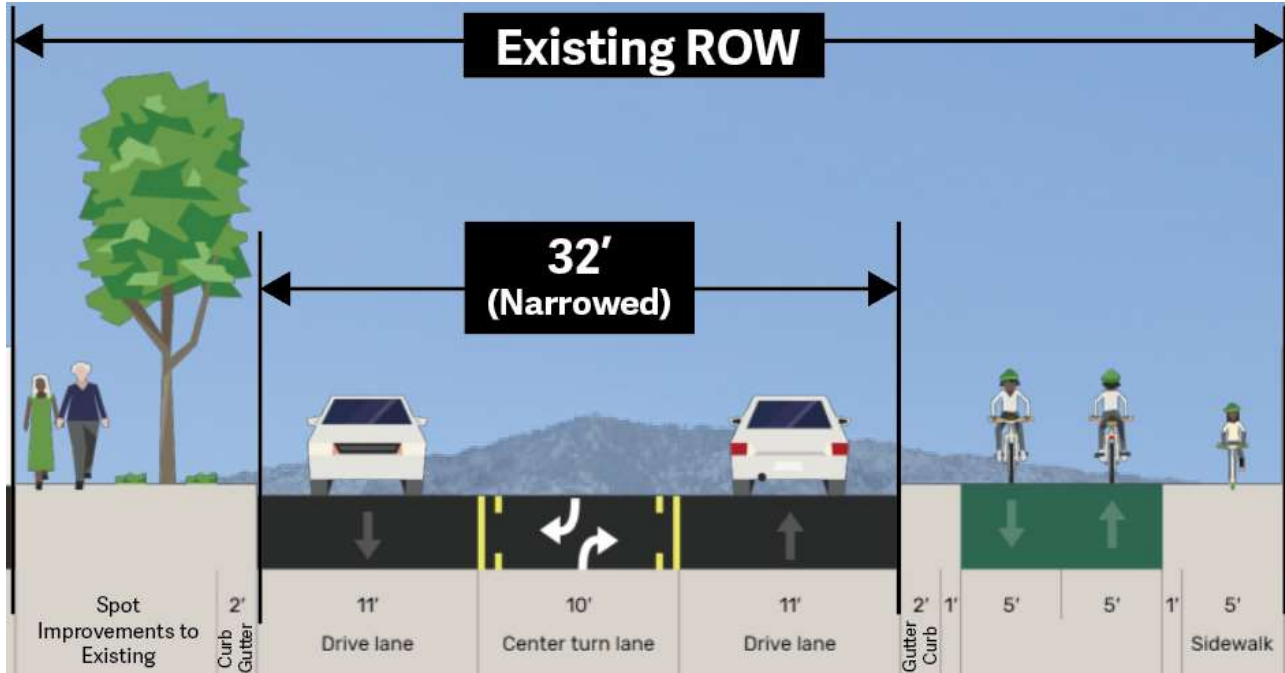 Existing ROW
32′
(Narrowed)
Spot
Improvements to
Existing
2′
Curb
Gutter
11′
Drive lane
10′
Center turn lane
11′
Drive lane
2′
Gutter
Curb
1′
5′
5′
1′
5′
Sidewalk